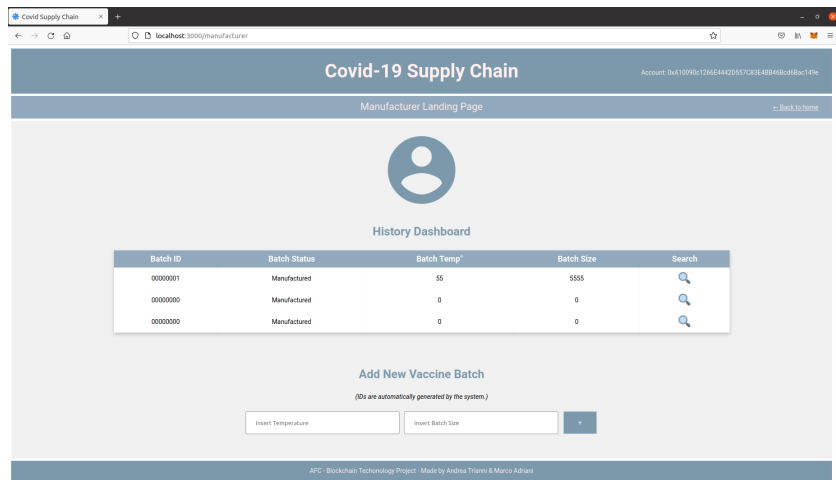 Covid Supply Chain
localhost:3000/manufacturer
Covid-19 Supply Chain
Account: 0xA10090c1266E4442D557C83E4BB46Bcd6Bac149e
Manufacturer Landing Page
← Back to home
History Dashboard
Batch ID Batch Status Batch Temp° Batch Size Search
00000001 Manufactured 55 5555
00000000 Manufactured 0 0
00000000 Manufactured 0 0
Add New Vaccine Batch
(IDs are automatically generated by the system.)
Insert Temperature Insert Batch Size +
AFC - Blockchain Techonology Project - Made by Andrea Trianni & Marco Adriani